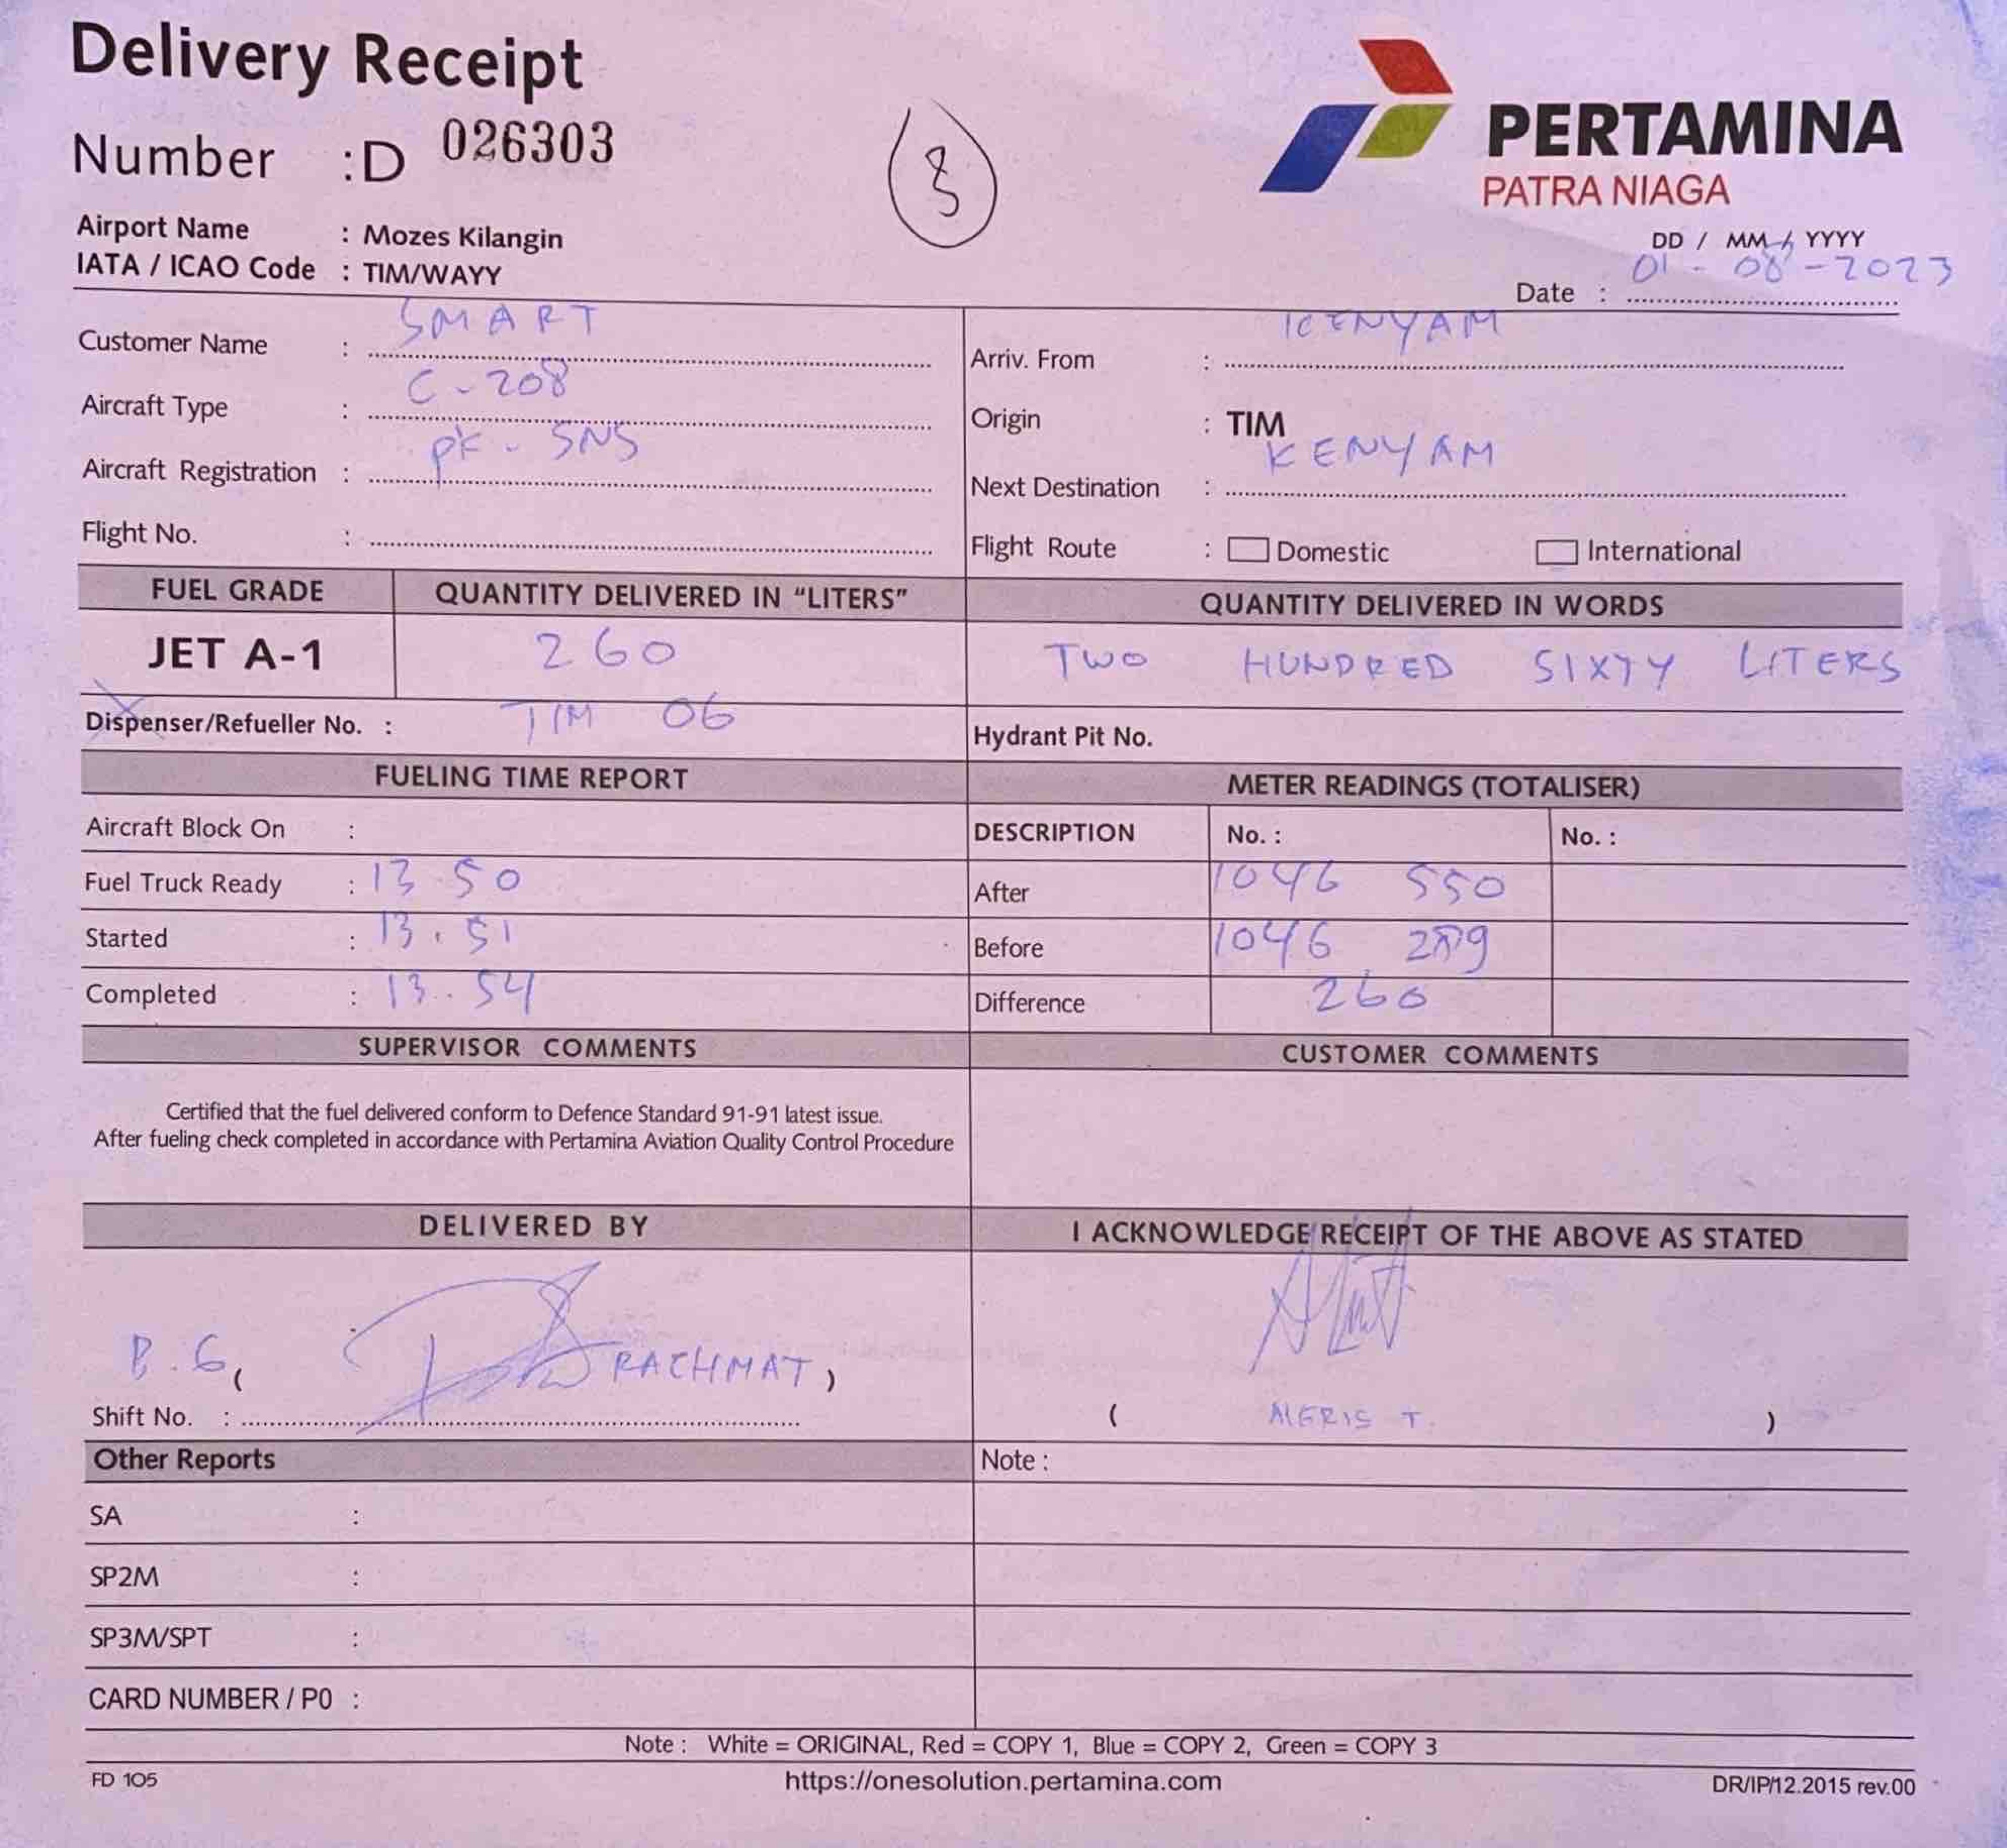 Delivery Receipt
Number :D 026303
8
PERTAMINA
PATRA NIAGA
Airport Name : Mozes Kilangin
IATA / ICAO Code : TIM/WAYY
DD / MM / YYYY
Date : 01 - 08 - 2023
Customer Name : SMART
Aircraft Type : C - 208
Aircraft Registration : PK - SNS
Flight No. :
Arriv. From : KENYAM
Origin : TIM
Next Destination : KENYAM
Flight Route : Domestic International
FUEL GRADE QUANTITY DELIVERED IN “LITERS” QUANTITY DELIVERED IN WORDS
JET A-1 260 TWO HUNDRED SIXTY LITERS
Dispenser/Refueller No. : TIM 06 Hydrant Pit No.
FUELING TIME REPORT METER READINGS (TOTALISER)
Aircraft Block On : DESCRIPTION No. : No. :
Fuel Truck Ready : 13 50 After 1046 550
Started : 13.51 Before 1046
Completed : 13.54 Difference 260
SUPERVISOR COMMENTS CUSTOMER COMMENTS
Certified that the fuel delivered conform to Defence Standard 91-91 latest issue.
After fueling check completed in accordance with Pertamina Aviation Quality Control Procedure
DELIVERED BY I ACKNOWLEDGE RECEIPT OF THE ABOVE AS STATED
( RACHMAT )
Shift No. : ( T. )
Other Reports Note :
SA :
SP2M :
SP3M/SPT :
CARD NUMBER / P0 :
Note : White = ORIGINAL, Red = COPY 1, Blue = COPY 2, Green = COPY 3
FD 105 https://onesolution.pertamina.com DR/IP/12.2015 rev.00